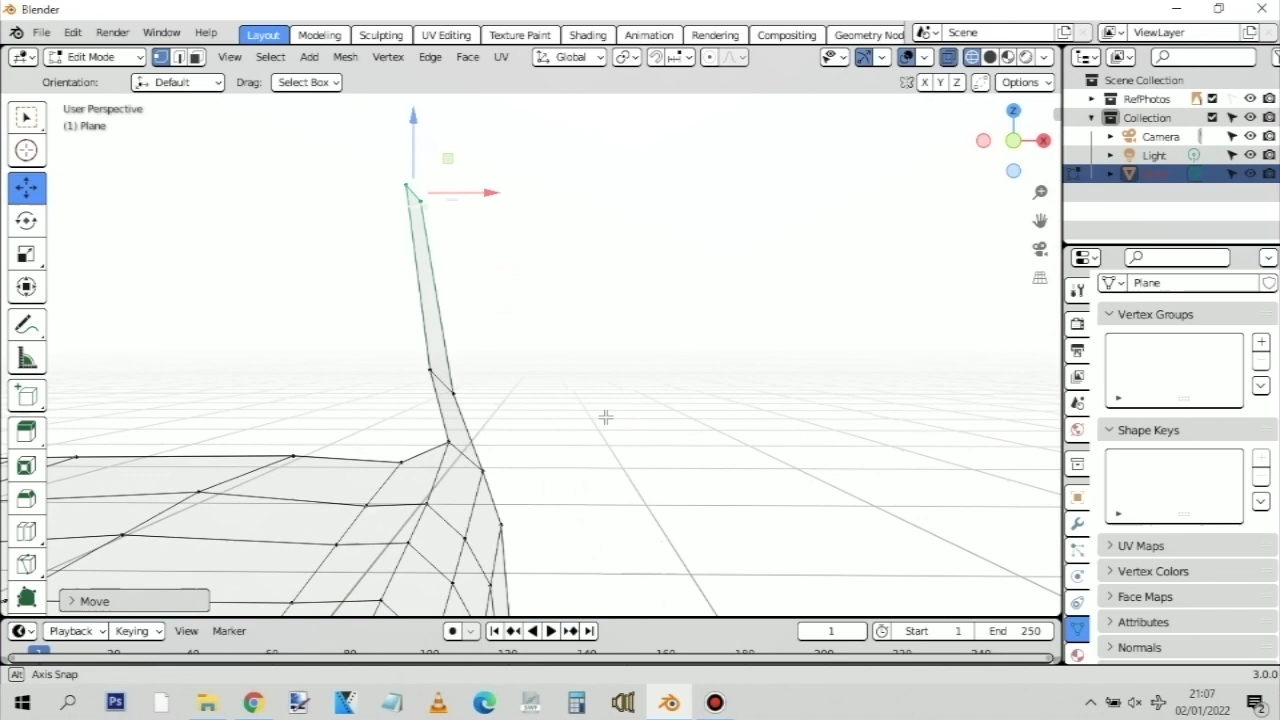 Blender
File Edit Render Window Help Layout Modeling Sculpting UV Editing Texture Paint Shading Animation Rendering Compositing Geometry Nod Scene ViewLayer
Edit Mode View Select Add Mesh Vertex Edge Face UV Global
Orientation: Default Drag: Select Box X Y Z Options
Scene Collection
RefPhotos
Collection
Camera
Light
User Perspective
(1) Plane
Z
X
Plane
Vertex Groups
Shape Keys
UV Maps
Vertex Colors
Face Maps
Attributes
Normals
Move
Playback Keying View Marker 1 Start 1 End 250
Alt Axis Snap 3.0.0
Ps
21:07
02/01/2022
2